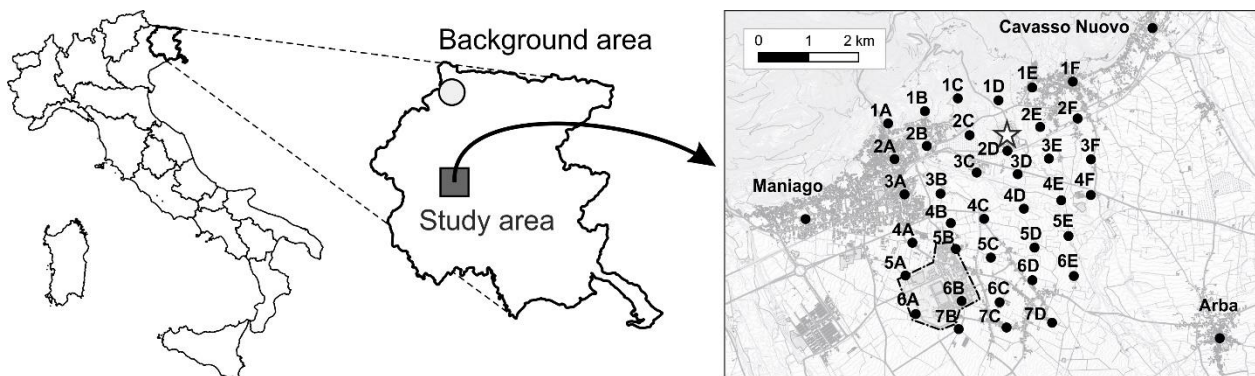 Background area
Study area
Cavasso Nuovo
0 1 2 km
1E 1F
1C 1D
1B
1A
2F
2E
2C
2B
2D
2A
3E 3F
3D
3C
Maniago
3A 3B
4E 4F
4D
4C
4B
5E
4A
5B
5D
5C
5A
6D 6E
6B 6C
6A
Arba
7B 7C 7D